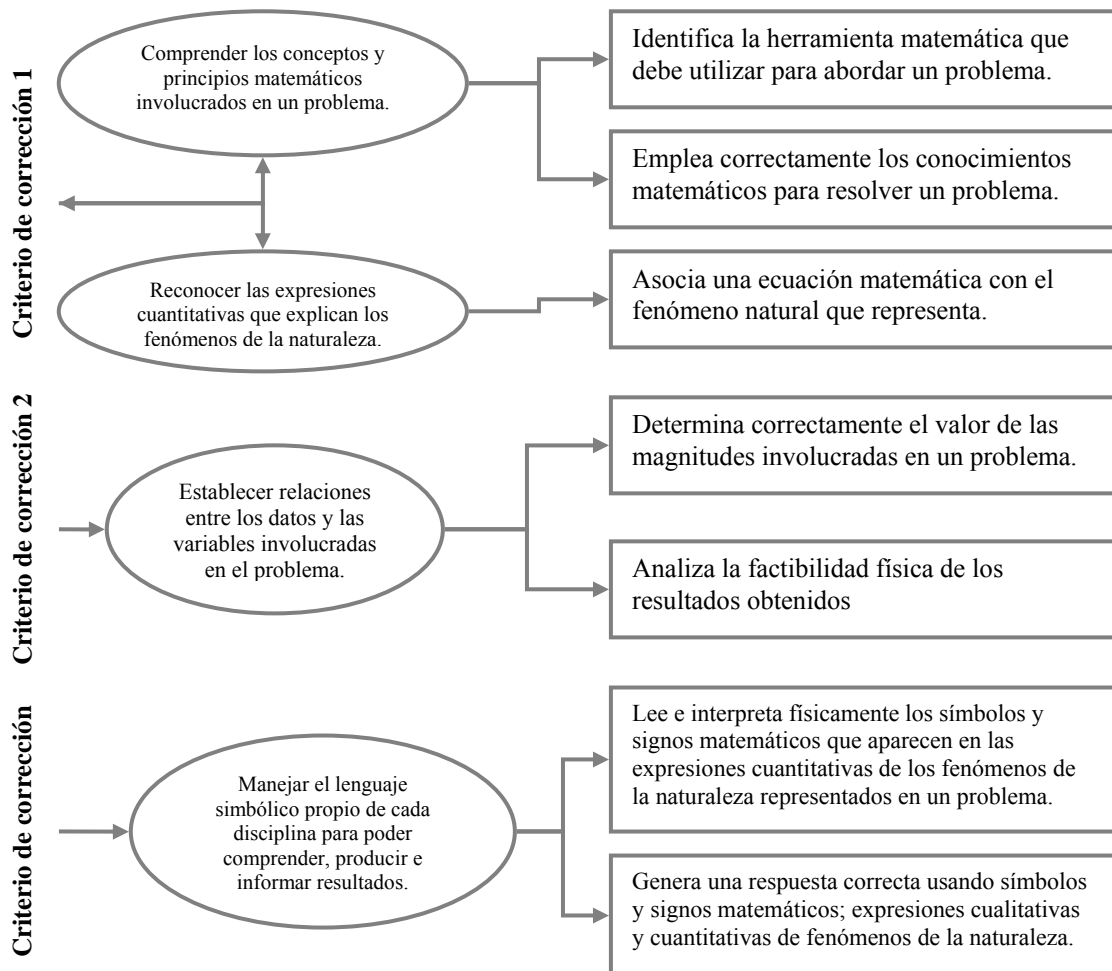 Criterio de corrección 1
Comprender los conceptos y
principios matemáticos
involucrados en un problema.
Identifica la herramienta matemática que
debe utilizar para abordar un problema.
Emplea correctamente los conocimientos
matemáticos para resolver un problema.
Reconocer las expresiones
cuantitativas que explican los
fenómenos de la naturaleza.
Asocia una ecuación matemática con el
fenómeno natural que representa.
Criterio de corrección 2
Establecer relaciones
entre los datos y las
variables involucradas
en el problema.
Determina correctamente el valor de las
magnitudes involucradas en un problema.
Analiza la factibilidad física de los
resultados obtenidos
Criterio de corrección
Manejar el lenguaje
simbólico propio de cada
disciplina para poder
comprender, producir e
informar resultados.
Lee e interpreta físicamente los símbolos y
signos matemáticos que aparecen en las
expresiones cuantitativas de los fenómenos de
la naturaleza representados en un problema.
Genera una respuesta correcta usando símbolos
y signos matemáticos; expresiones cualitativas
y cuantitativas de fenómenos de la naturaleza.